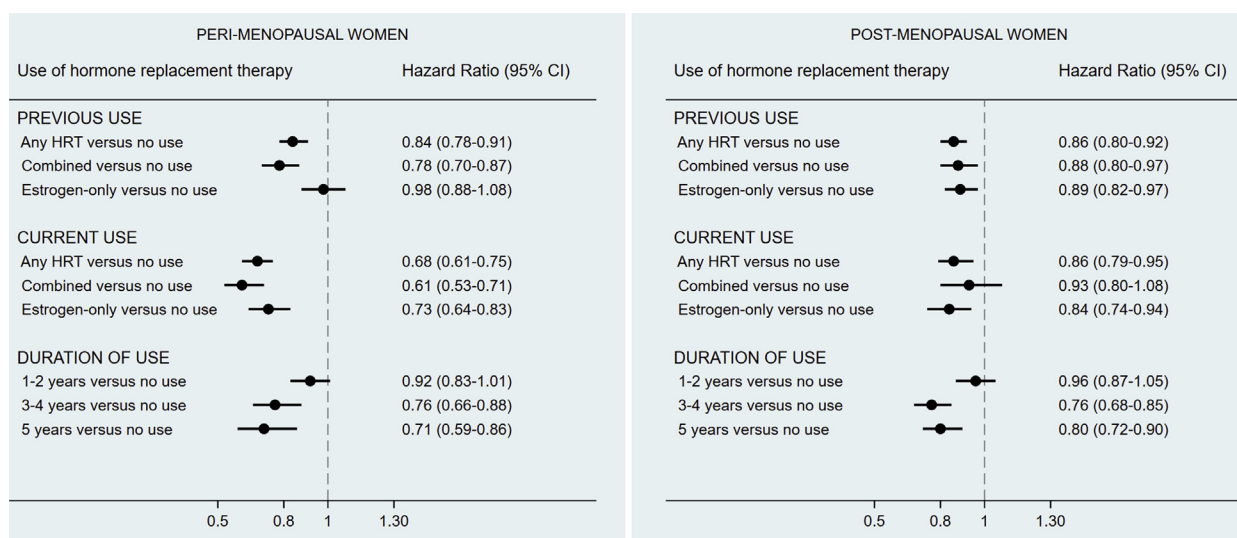 PERI-MENOPAUSAL WOMEN
Use of hormone replacement therapy Hazard Ratio (95% CI)
PREVIOUS USE
Any HRT versus no use 0.84 (0.78-0.91)
Combined versus no use 0.78 (0.70-0.87)
Estrogen-only versus no use 0.98 (0.88-1.08)
CURRENT USE
Any HRT versus no use 0.68 (0.61-0.75)
Combined versus no use 0.61 (0.53-0.71)
Estrogen-only versus no use 0.73 (0.64-0.83)
DURATION OF USE
1-2 years versus no use 0.92 (0.83-1.01)
3-4 years versus no use 0.76 (0.66-0.88)
5 years versus no use 0.71 (0.59-0.86)
0.5 0.8 1 1.30
POST-MENOPAUSAL WOMEN
Use of hormone replacement therapy Hazard Ratio (95% CI)
PREVIOUS USE
Any HRT versus no use 0.86 (0.80-0.92)
Combined versus no use 0.88 (0.80-0.97)
Estrogen-only versus no use 0.89 (0.82-0.97)
CURRENT USE
Any HRT versus no use 0.86 (0.79-0.95)
Combined versus no use 0.93 (0.80-1.08)
Estrogen-only versus no use 0.84 (0.74-0.94)
DURATION OF USE
1-2 years versus no use 0.96 (0.87-1.05)
3-4 years versus no use 0.76 (0.68-0.85)
5 years versus no use 0.80 (0.72-0.90)
0.5 0.8 1 1.30